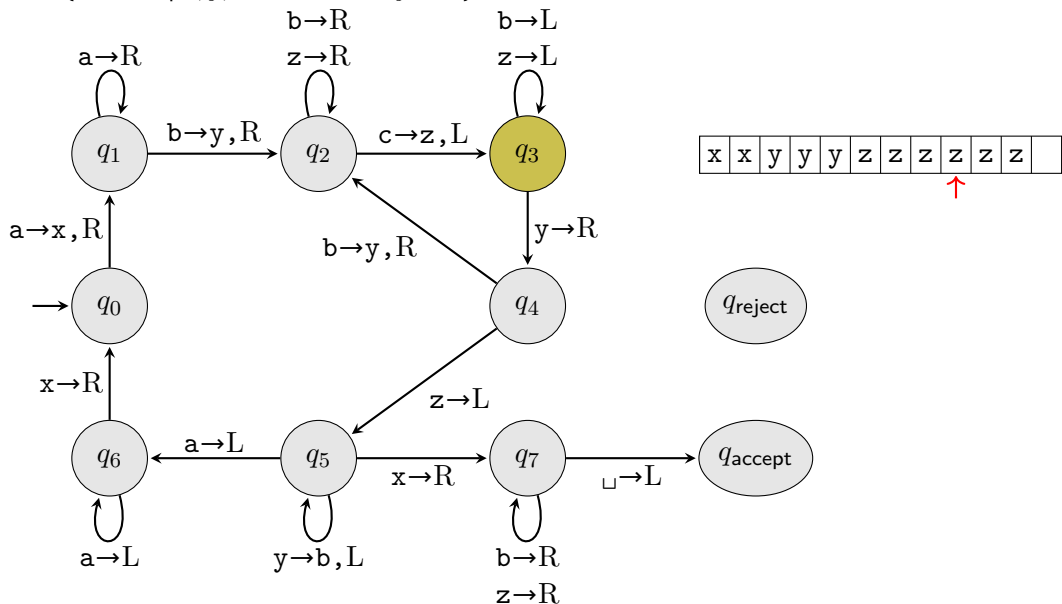 b→R
z→R
b→L
z→L
a→R
q1
b→y,R
q2
c→z,L
q3
x x y y y z z z z z z
a→x,R
b→y,R
y→R
q0
q4
qreject
x→R
z→L
q6
a→L
q5
x→R
q7
␣→L
qaccept
a→L
y→b,L
b→R
z→R